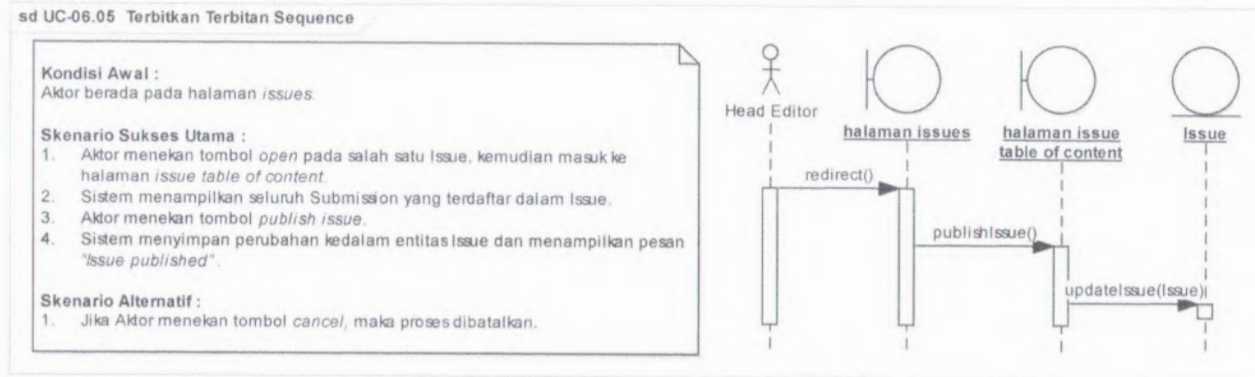 sd UC-06.05 Terbitkan Terbitan Sequence
Kondisi Awal :
Aktor berada pada halaman issues.
Skenario Sukses Utama :
1. Aktor menekan tombol open pada salah satu Issue, kemudian masuk ke
halaman issue table of content.
2. Sistem menampilkan seluruh Submission yang terdaftar dalam Issue.
3. Aktor menekan tombol publish issue.
4. Sistem menyimpan perubahan kedalam entitas Issue dan menampilkan pesan
"Issue published".
Skenario Alternatif :
1. Jika Aktor menekan tombol cancel, maka proses dibatalkan.
Head Editor
halaman issues
halaman issue
table of content
Issue
redirect()
publishIssue()
updateIssue(Issue)